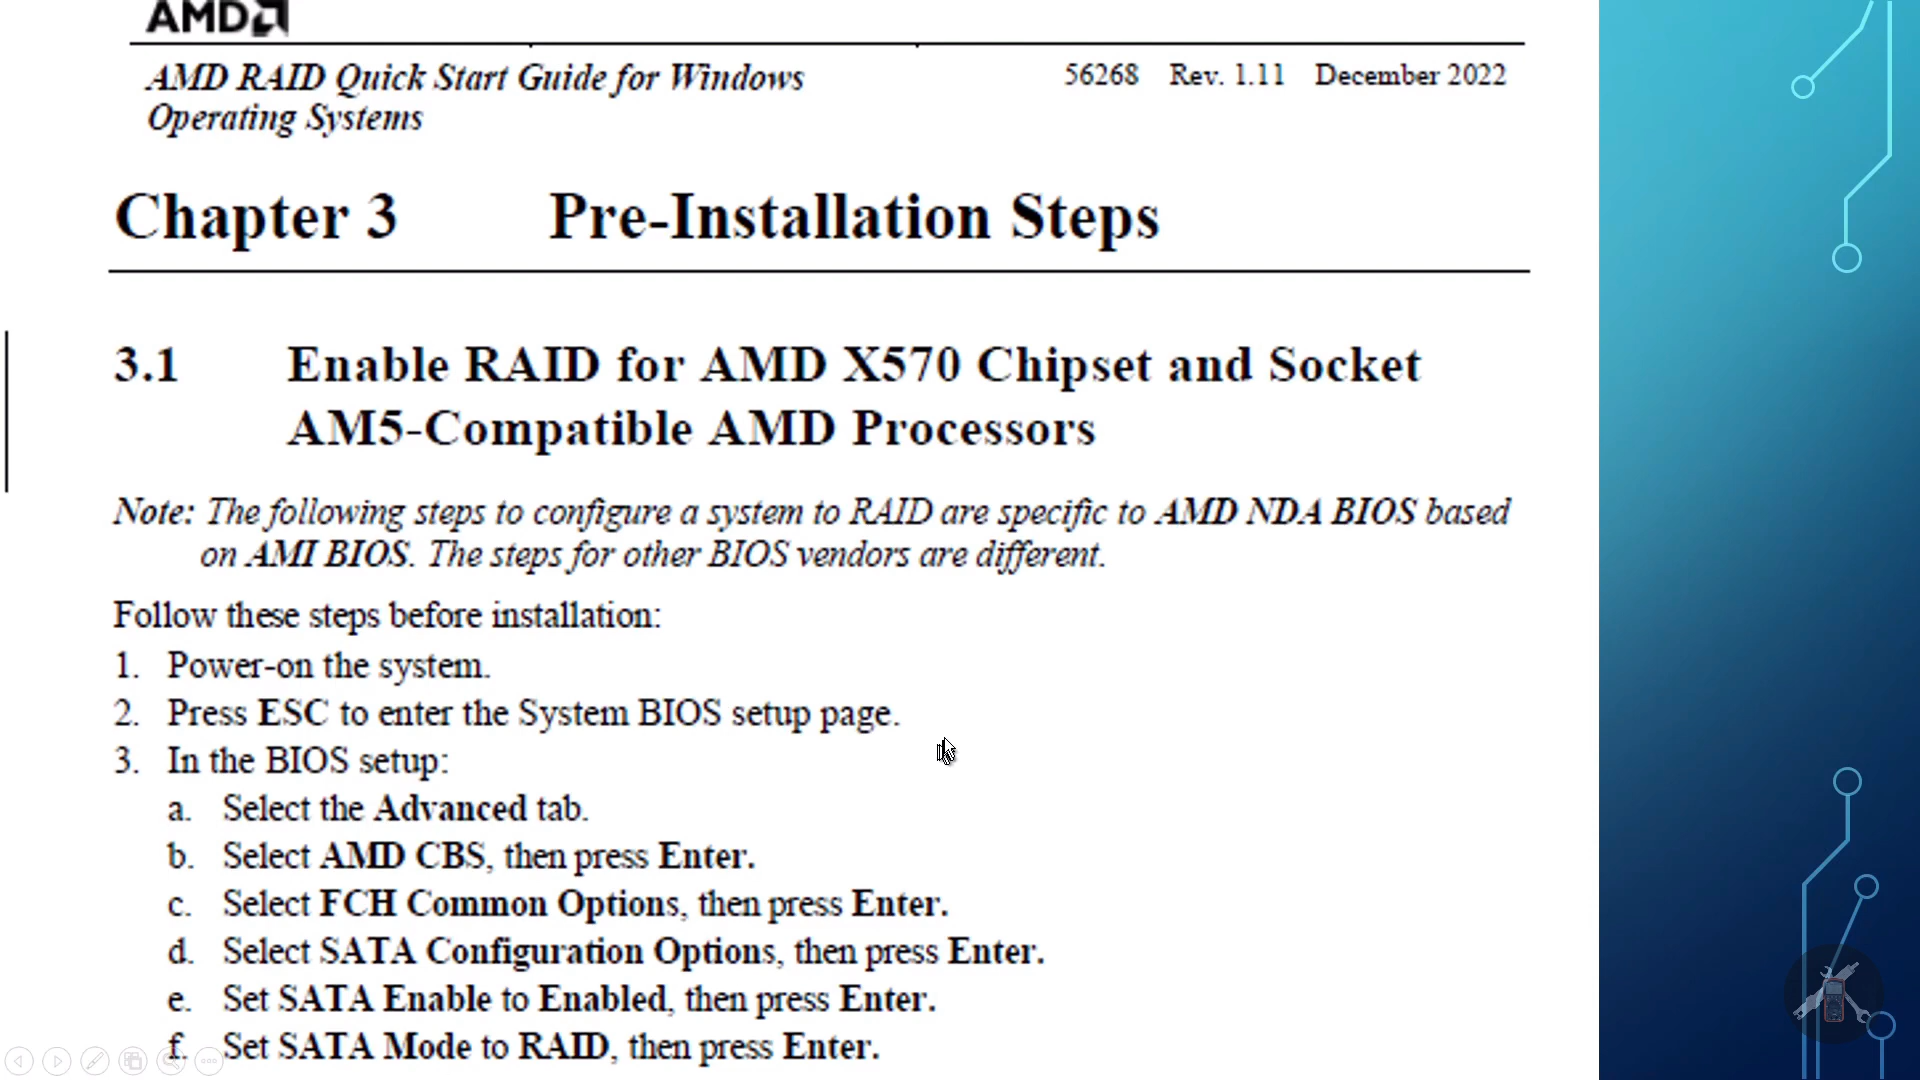 AMD
AMD RAID Quick Start Guide for Windows
Operating Systems
56268 Rev. 1.11 December 2022
Chapter 3 Pre-Installation Steps
3.1 Enable RAID for AMD X570 Chipset and Socket
AM5-Compatible AMD Processors
Note: The following steps to configure a system to RAID are specific to AMD NDA BIOS based
on AMI BIOS. The steps for other BIOS vendors are different.
Follow these steps before installation:
1. Power-on the system.
2. Press ESC to enter the System BIOS setup page.
3. In the BIOS setup:
a. Select the Advanced tab.
b. Select AMD CBS, then press Enter.
c. Select FCH Common Options, then press Enter.
d. Select SATA Configuration Options, then press Enter.
e. Set SATA Enable to Enabled, then press Enter.
f. Set SATA Mode to RAID, then press Enter.